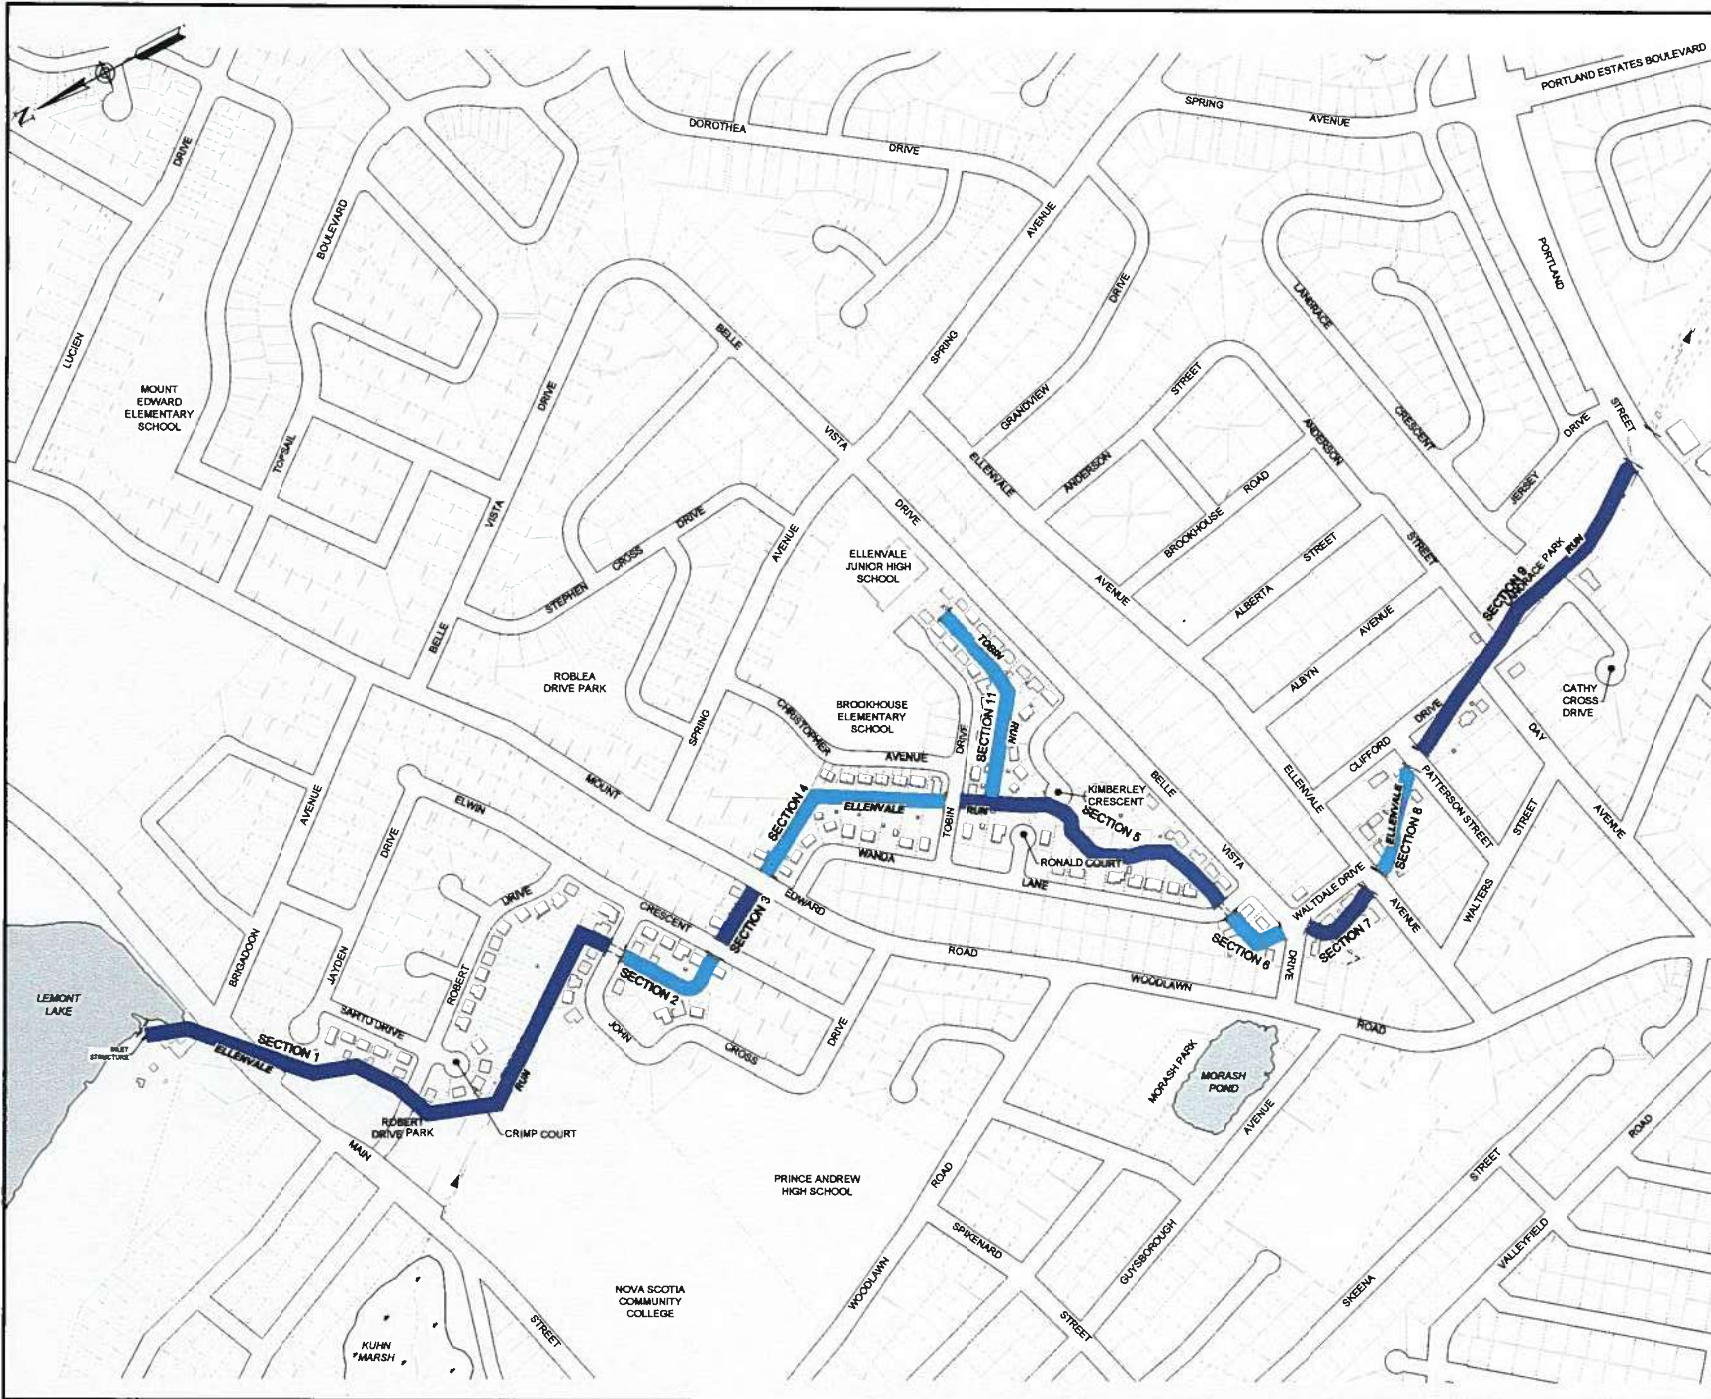 N
PORTLAND ESTATES BOULEVARD
SPRING
AVENUE
DOROTHEA
DRIVE
DRIVE
BOULEVARD
AVENUE
PORTLAND
DRIVE
LANGRACE
LUCIEN
BELLE
SPRING
STREET
MOUNT
EDWARD
ELEMENTARY
SCHOOL
DRIVE
GRANDVIEW
CRESCENT
STREET
DRIVE
VISTA
TOPSAIL
ANDERSON
ELLENVALE
ANDERSON
ROAD
JERSEY
VISTA
DRIVE
DRIVE
BROOKHOUSE
AVENUE
STREET
STREET
CROSS
ELLENVALE
JUNIOR HIGH
SCHOOL
RUN
LANGRACE PARK
SECTION 9
STEPHEN
AVENUE
ALBERTA
AVENUE
BELLE
TOBIN
ALBYN
ROBLEA
DRIVE PARK
CATHY
CROSS
DRIVE
BROOKHOUSE
ELEMENTARY
SCHOOL
CHRISTOPHER
SECTION 11
RUN
DRIVE
DRIVE
SPRING
DAY
AVENUE
CLIFFORD
MOUNT
BELLE
ELLENVALE
KIMBERLEY
CRESCENT
PATTERSON STREET
AVENUE
ELWIN
SECTION 4
ELLENVALE
RUN
SECTION 5
ELLENVALE
STREET
AVENUE
TOBIN
SECTION 8
DRIVE
WANDA
RONALD COURT
VISTA
LANE
WALTDALE DRIVE
DRIVE
EDWARD
WALTERS
CRESCENT
SECTION 3
AVENUE
SECTION 7
SECTION 6
ROAD
BRIGADOON
JAYDEN
ROBERT
SECTION 2
WOODLAWN
DRIVE
LEMONT
LAKE
SARTO DRIVE
JOHN
DRIVE
ROAD
INLET
STRUCTURE
SECTION 1
ELLENVALE
CROSS
MORASH PARK
MORASH
POND
RUN
ROBERT
DRIVE PARK
CRIMP COURT
AVENUE
ROAD
MAIN
PRINCE ANDREW
HIGH SCHOOL
ROAD
STREET
SPIKENARD
GUYSBOROUGH
VALLEYFIELD
WOODLAWN
SKEENA
NOVA SCOTIA
COMMUNITY
COLLEGE
STREET
STREET
KUHN
MARSH